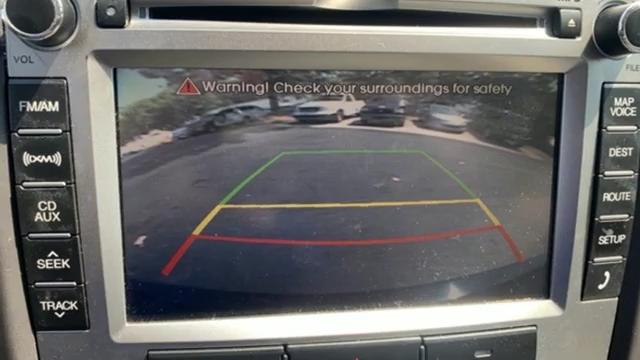 VOL
FILE
Warning! Check your surroundings for safety
FM/AM
(XM)
CD
AUX
SEEK
TRACK
MAP
VOICE
DEST
ROUTE
SETUP